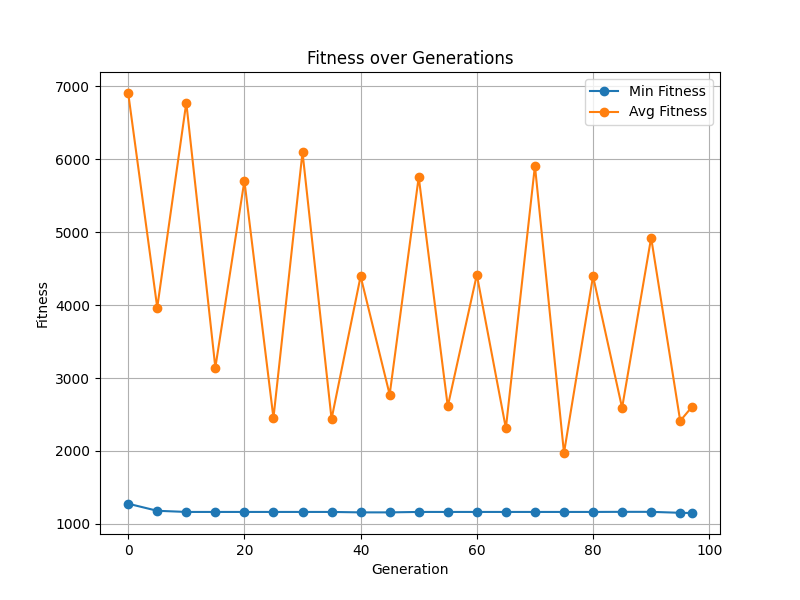 Fitness over Generations
Min Fitness
Avg Fitness
7000
6000
5000
4000
3000
2000
1000
Fitness
0 20 40 60 80 100
Generation